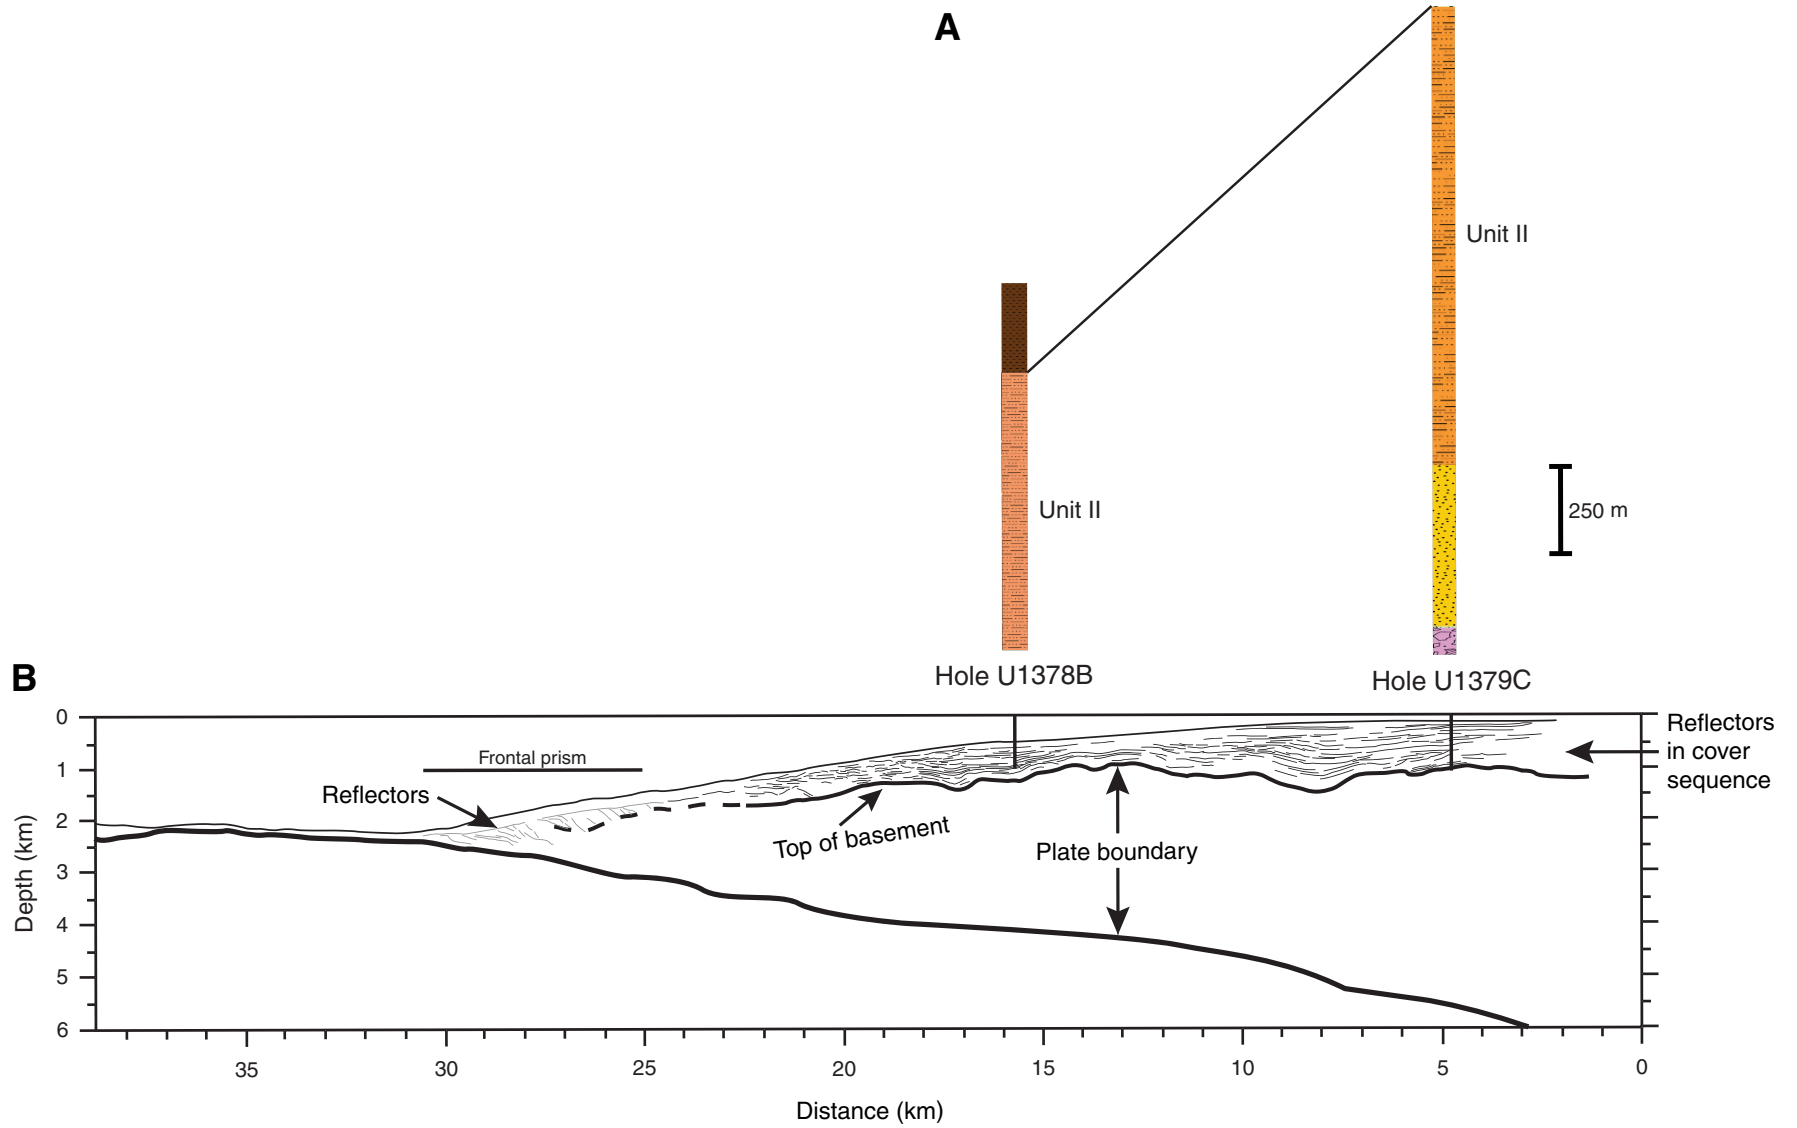 A
Unit II
Unit II
250 m
Hole U1378B
Hole U1379C
B
Frontal prism
Reflectors
Top of basement
Plate boundary
Reflectors
in cover
sequence
0
1
2
3
4
5
6
Depth (km)
35
30
25
20
15
10
5
0
Distance (km)